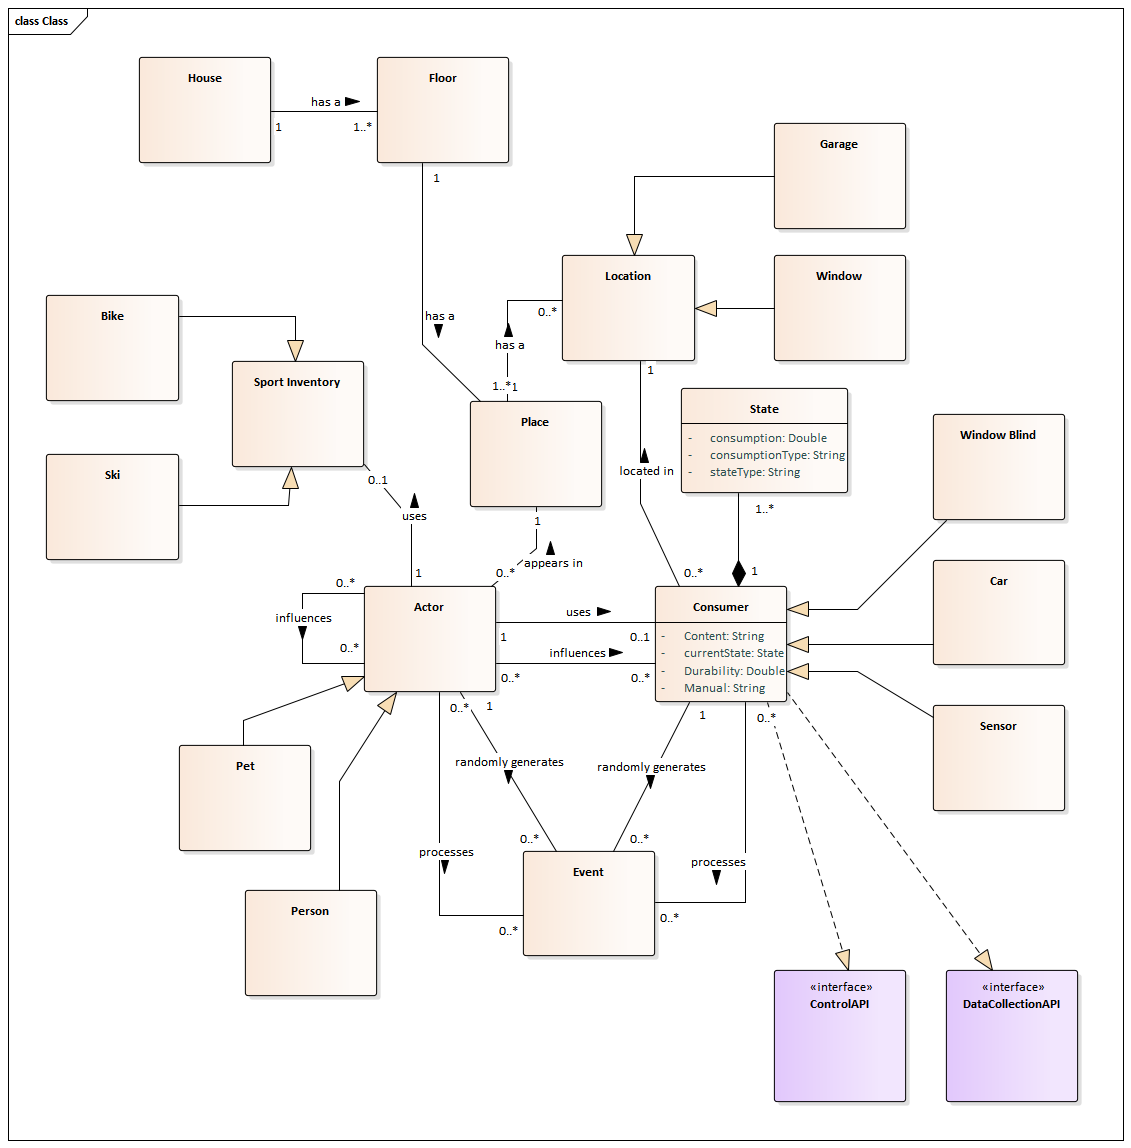 class Class
House
Floor
has a
1
1..*
1
Garage
Location
Window
Bike
0..*
has a
has a
Sport Inventory
1
1..*
1
State
Place
consumption: Double
consumptionType: String
stateType: String
- 
- 
- 
Window Blind
Ski
located in
0..1
1..*
uses
1
appears in
0..*
1
0..*
0..*
1
Car
Actor
Consumer
influences
uses
1
0..1
- Content: String
- currentState: State
- Durability: Double
- Manual: String
0..*
influences
0..*
0..*
0..*
1
1
0..*
Sensor
Pet
randomly generates
randomly generates
0..*
0..*
processes
processes
Event
Person
0..*
0..*
«interface»
ControlAPI
«interface»
DataCollectionAPI